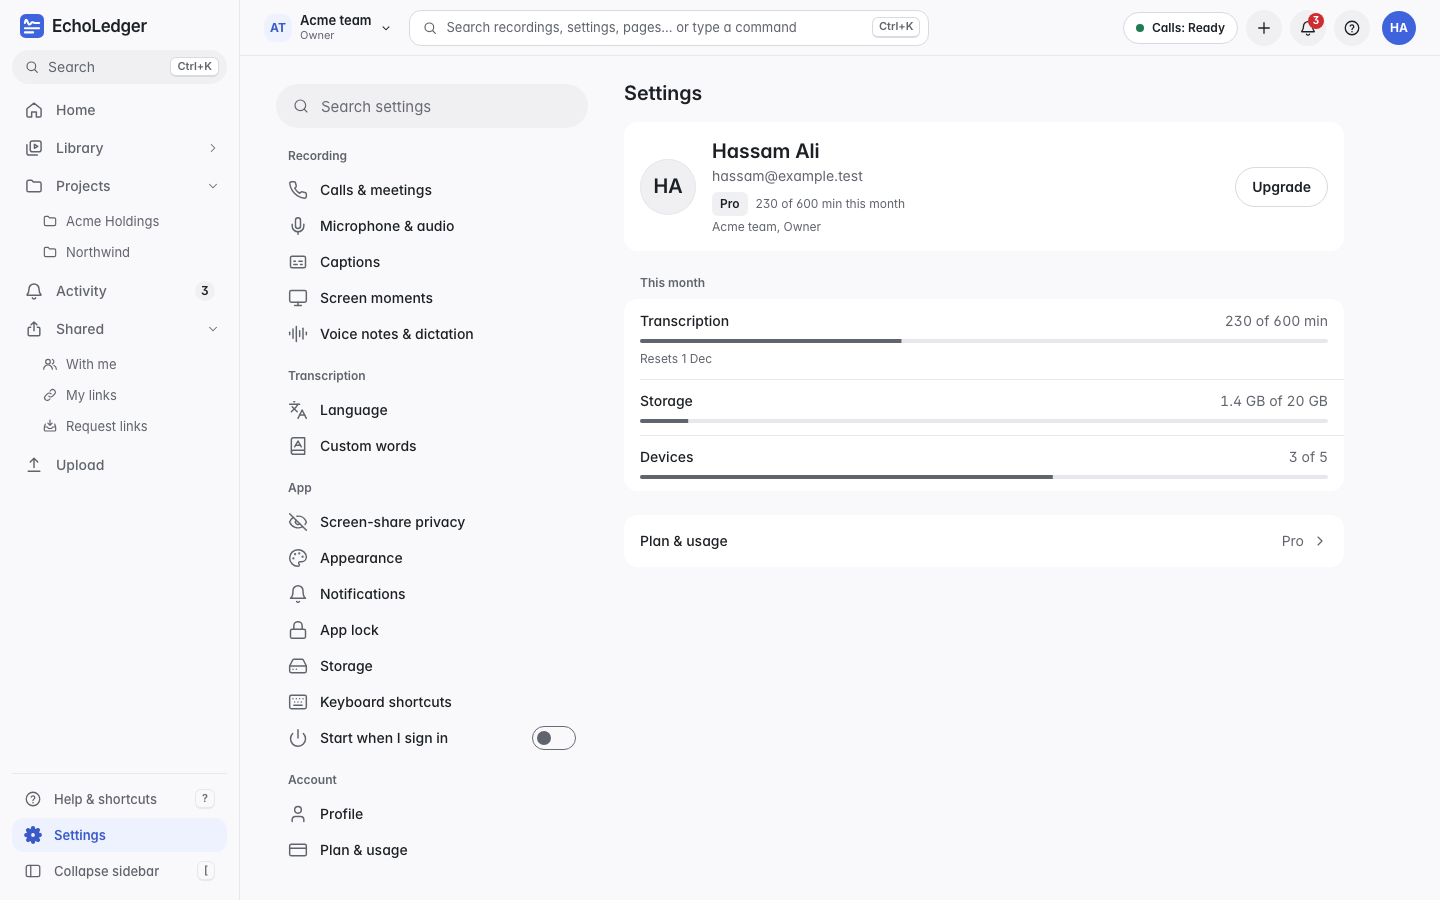 EchoLedger
Search Ctrl+K
Home
Library
Projects
Acme Holdings
Northwind
Activity 3
Shared
With me
My links
Request links
Upload
Help & shortcuts ?
Settings
Collapse sidebar [
AT Acme team
Owner
Search recordings, settings, pages... or type a command Ctrl+K
Calls: Ready
3
HA
Search settings
Recording
Calls & meetings
Microphone & audio
Captions
Screen moments
Voice notes & dictation
Transcription
Language
Custom words
App
Screen-share privacy
Appearance
Notifications
App lock
Storage
Keyboard shortcuts
Start when I sign in
Account
Profile
Plan & usage
Settings
HA
Hassam Ali
hassam@example.test
Pro 230 of 600 min this month
Acme team, Owner
Upgrade
This month
Transcription 230 of 600 min
Resets 1 Dec
Storage 1.4 GB of 20 GB
Devices 3 of 5
Plan & usage Pro